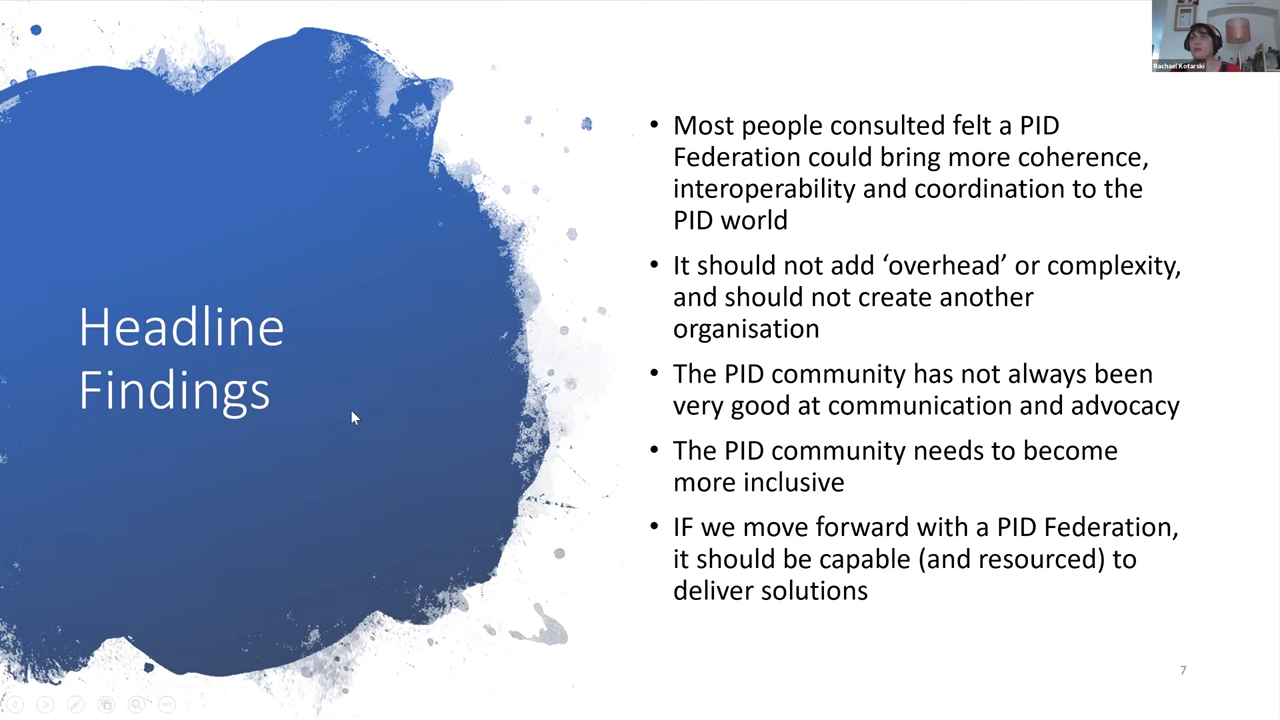 Rachael Kotarski
Headline
Findings
• Most people consulted felt a PID
Federation could bring more coherence,
interoperability and coordination to the
PID world
• It should not add ‘overhead’ or complexity,
and should not create another
organisation
• The PID community has not always been
very good at communication and advocacy
• The PID community needs to become
more inclusive
• IF we move forward with a PID Federation,
it should be capable (and resourced) to
deliver solutions
7